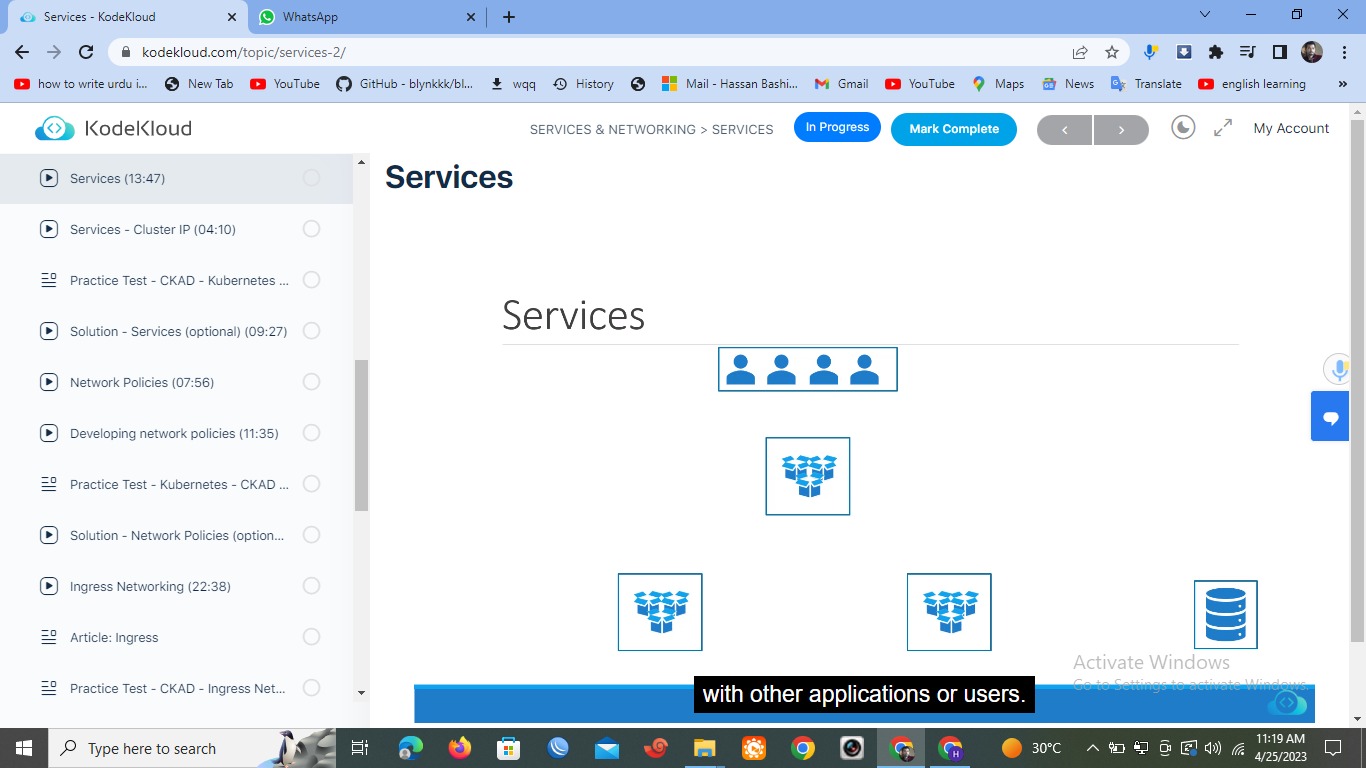 Services - KodeKloud
WhatsApp
kodekloud.com/topic/services-2/
how to write urdu i...
New Tab
YouTube
GitHub - blynkkk/bl...
wqq
History
Mail - Hassan Bashi...
Gmail
YouTube
Maps
News
Translate
english learning
»
KodeKloud
SERVICES & NETWORKING > SERVICES
In Progress
Mark Complete
My Account
Services (13:47)
Services - Cluster IP (04:10)
Practice Test - CKAD - Kubernetes ...
Solution - Services (optional) (09:27)
Network Policies (07:56)
Developing network policies (11:35)
Practice Test - Kubernetes - CKAD ...
Solution - Network Policies (option...
Ingress Networking (22:38)
Article: Ingress
Practice Test - CKAD - Ingress Net...
Services
Services
with other applications or users.
Activate Windows
Go to Settings to activate Windows.
Type here to search
30°C
11:19 AM
4/25/2023